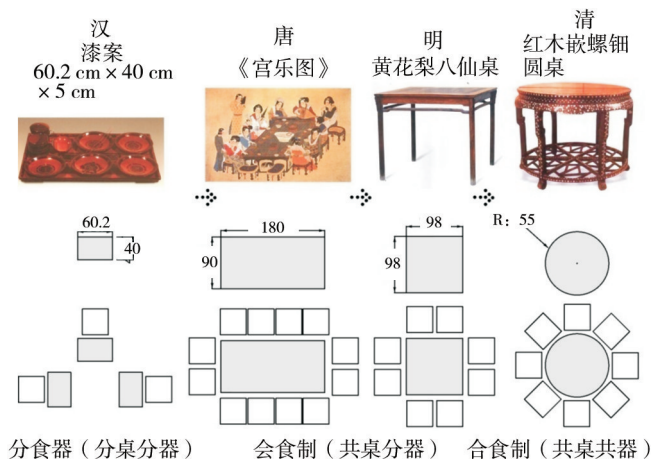 汉
漆案
60.2 cm×40 cm
×5 cm
唐
《宫乐图》
明
黄花梨八仙桌
清
红木嵌螺钿
圆桌
60.2
40
180
90
98
98
R：55
分食器（分桌分器）
会食制（共桌分器）
合食制（共桌共器）